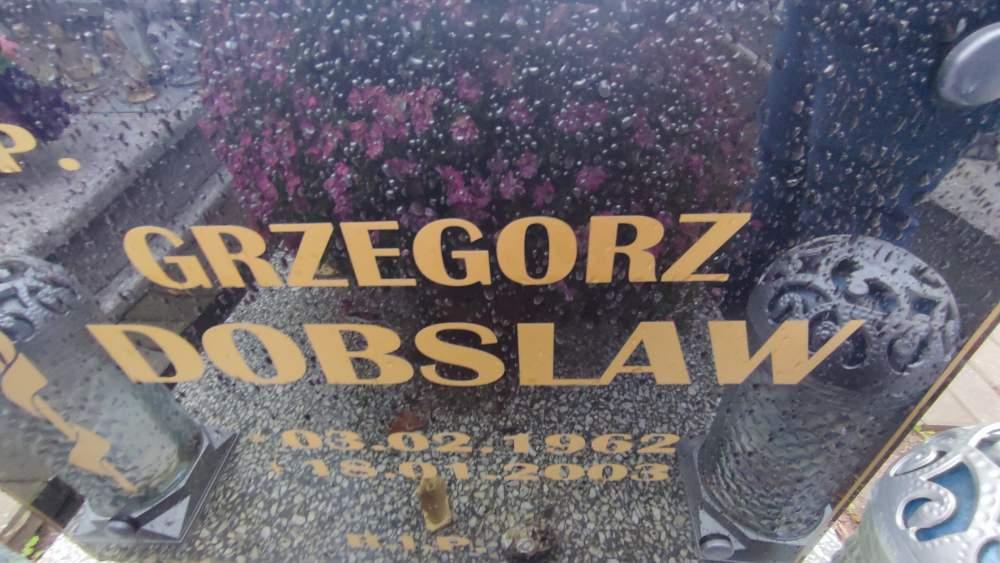 P.
GRZEGORZ
DOBSLAW
* 03.02.1962
† 18.01.2003
R.I.P.